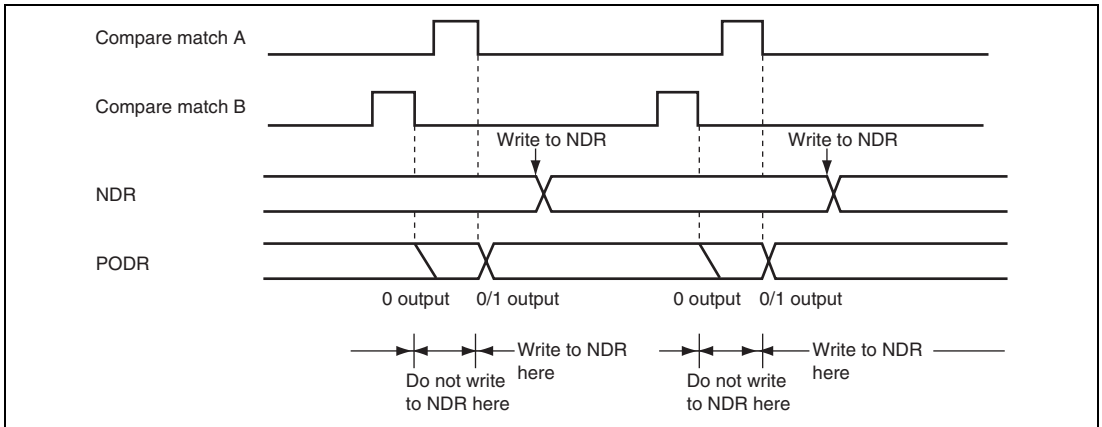 Compare match A
Compare match B
Write to NDR
Write to NDR
NDR
PODR
0 output
0/1 output
0 output
0/1 output
Write to NDR
here
Do not write
to NDR here
Write to NDR
here
Do not write
to NDR here